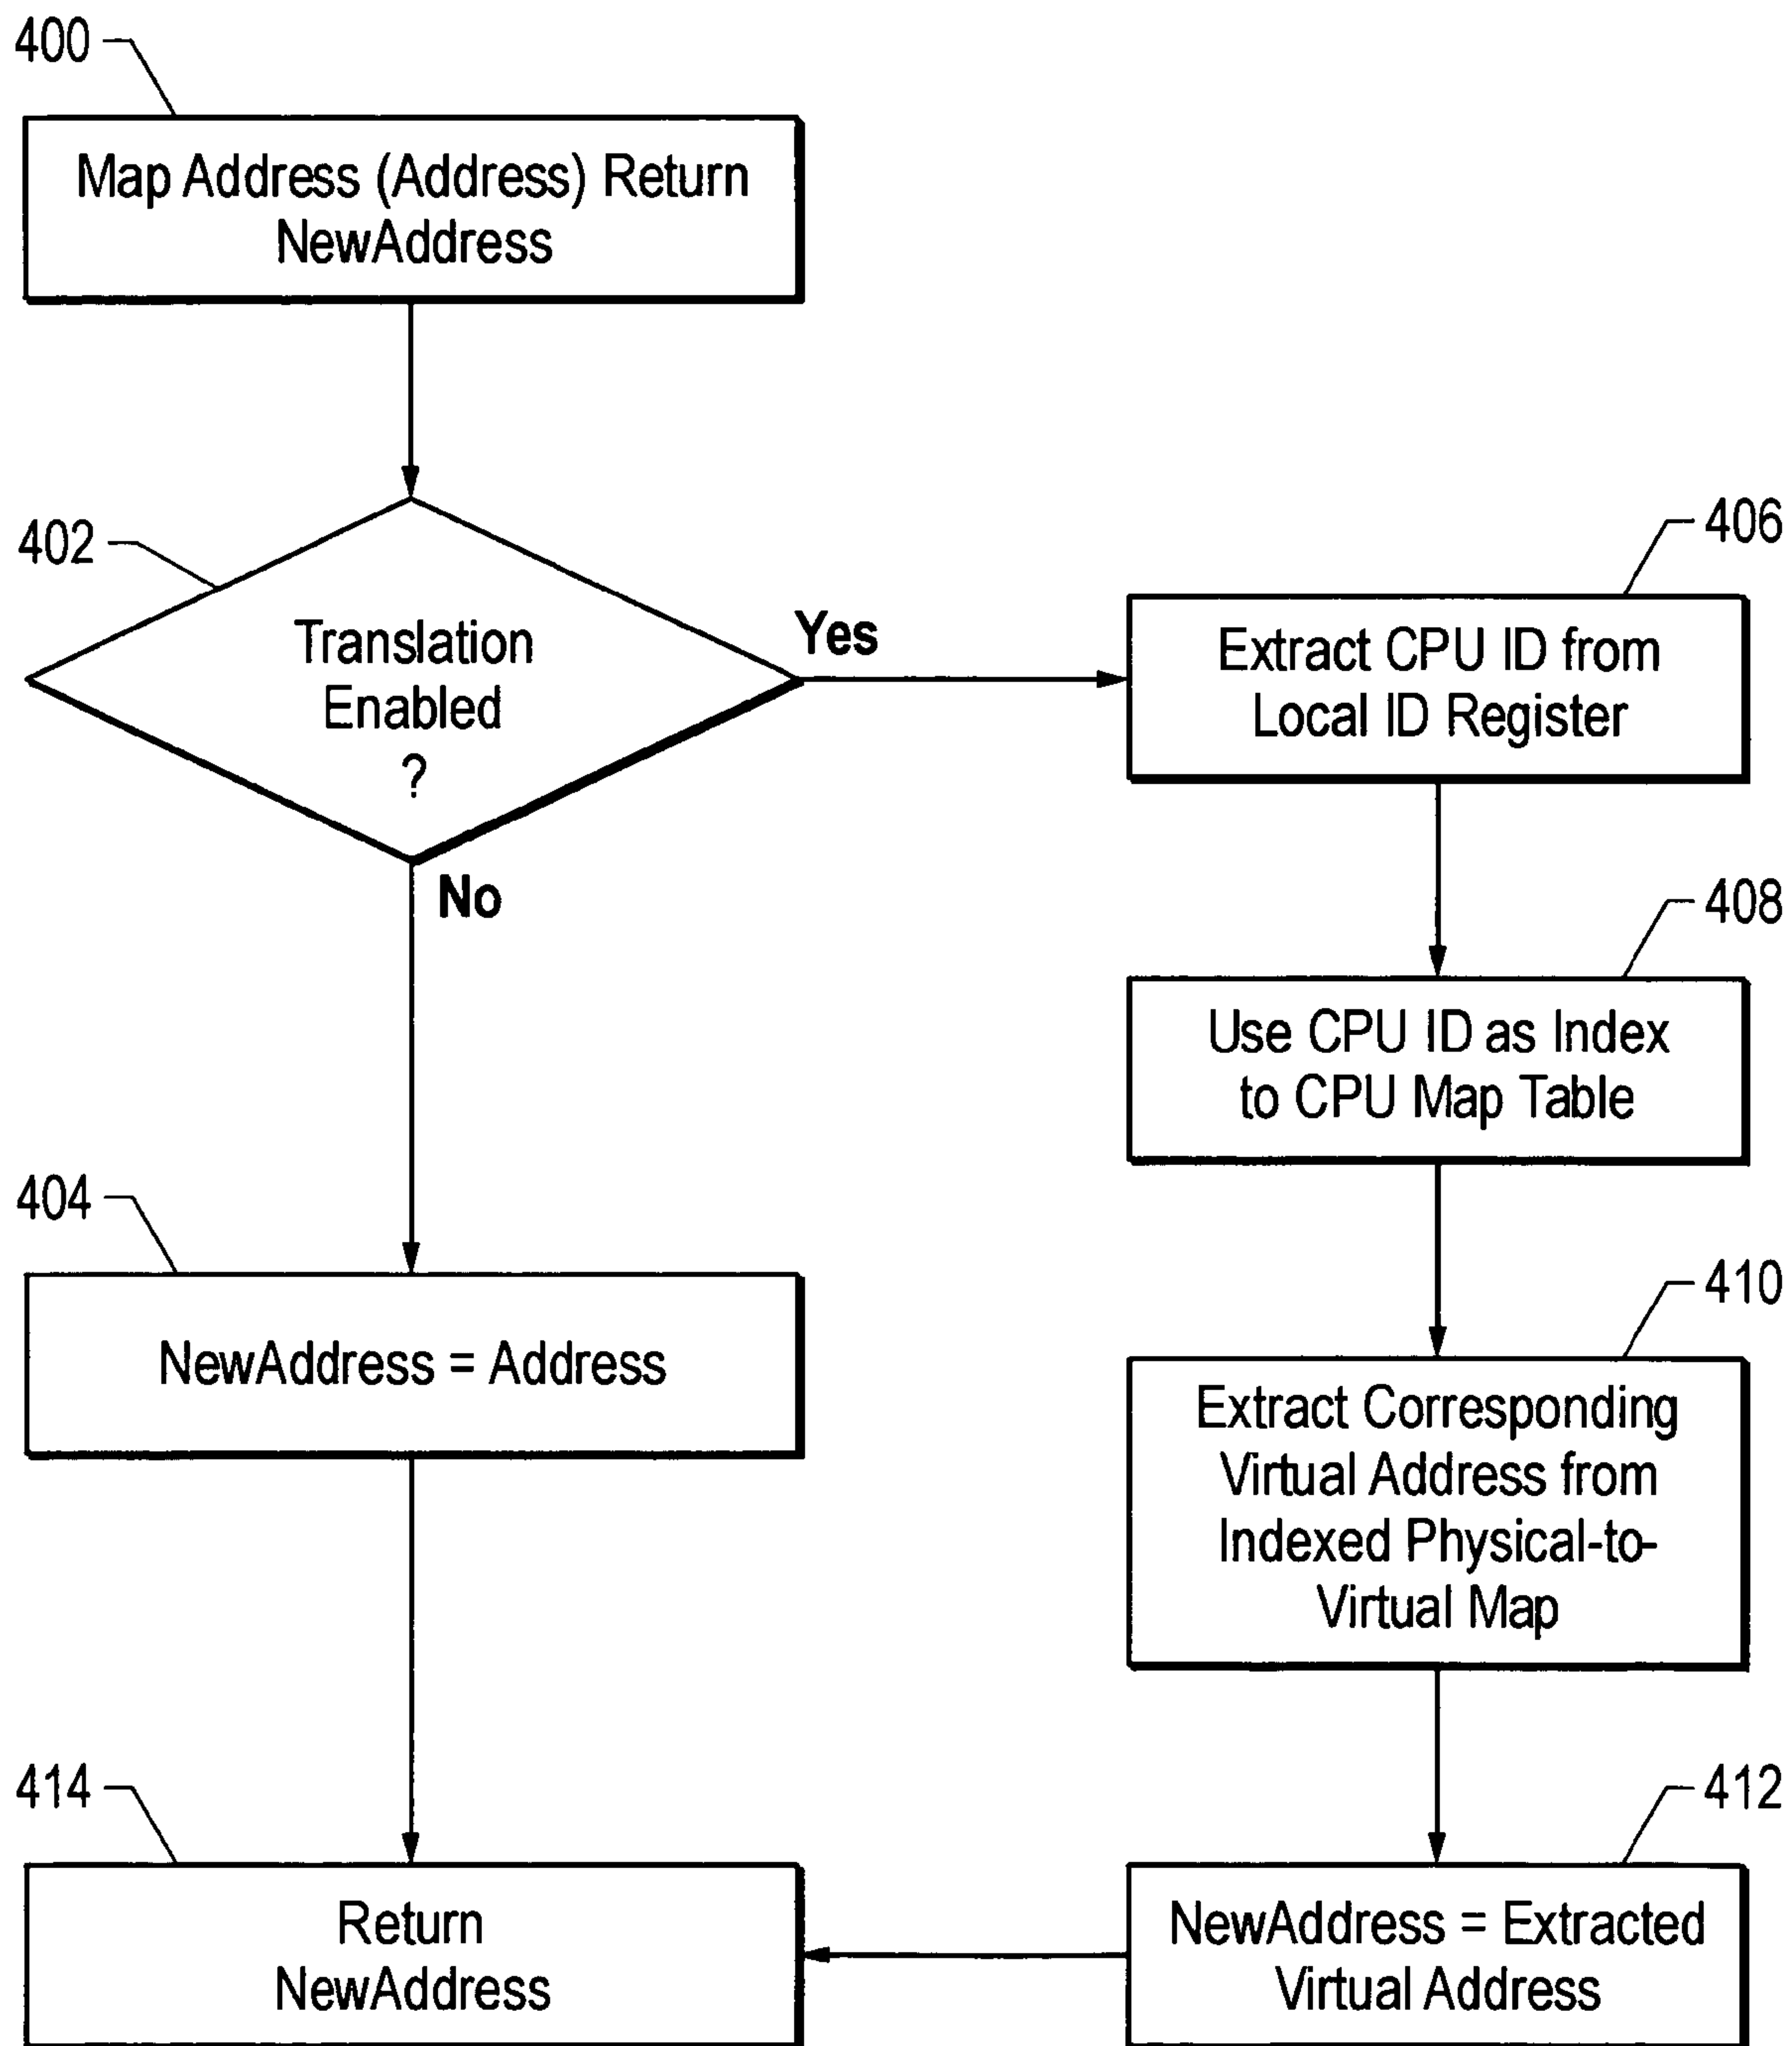 400
Map Address (Address) Return
NewAddress
402
Translation
Enabled
?
Yes
No
406
Extract CPU ID from
Local ID Register
408
Use CPU ID as Index
to CPU Map Table
404
NewAddress = Address
410
Extract Corresponding
Virtual Address from
Indexed Physical-to-
Virtual Map
414
Return
NewAddress
412
NewAddress = Extracted
Virtual Address